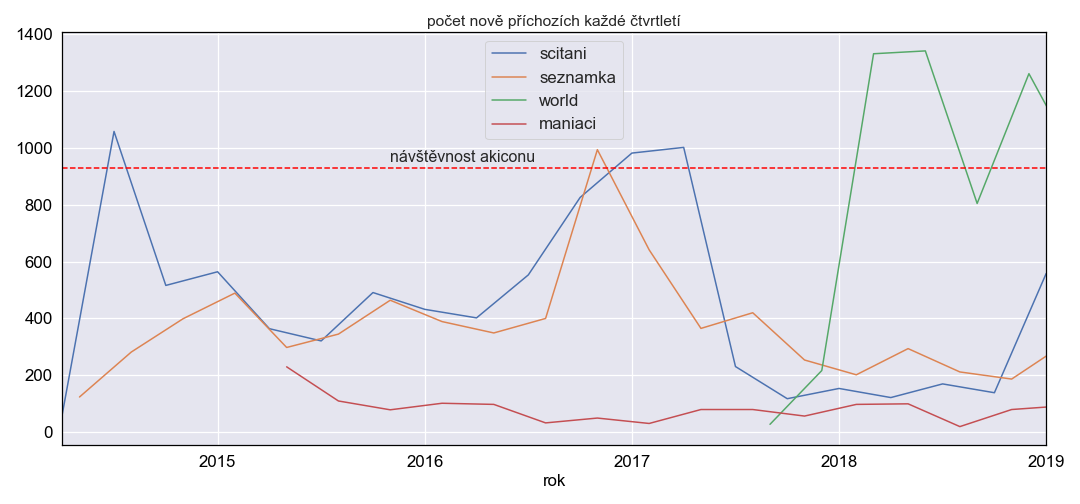 počet nově příchozích každé čtvrtletí
1400
1200
1000
800
600
400
200
0
scitani
seznamka
world
maniaci
návštěvnost akiconu
2015 2016 2017 2018 2019
rok